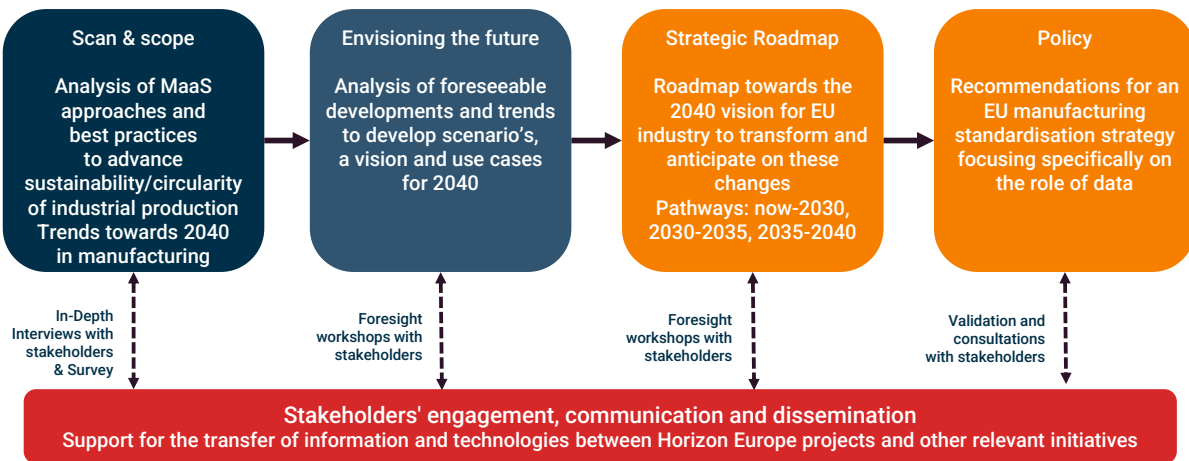 Scan & scope
Analysis of MaaS
approaches and
best practices
to advance
sustainability/circularity
of industrial production
Trends towards 2040
in manufacturing
Envisioning the future
Analysis of foreseeable
developments and trends
to develop scenario's,
a vision and use cases
for 2040
Strategic Roadmap
Roadmap towards the
2040 vision for EU
industry to transform and
anticipate on these
changes
Pathways: now-2030,
2030-2035, 2035-2040
Policy
Recommendations for an
EU manufacturing
standardisation strategy
focusing specifically on
the role of data
In-Depth
Interviews with
stakeholders
& Survey
Foresight
workshops with
stakeholders
Foresight
workshops with
stakeholders
Validation and
consultations
with stakeholders
Stakeholders' engagement, communication and dissemination
Support for the transfer of information and technologies between Horizon Europe projects and other relevant initiatives